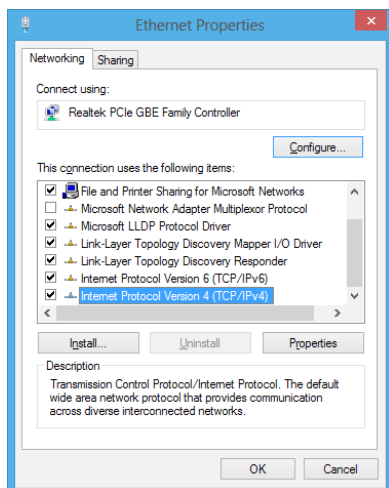 Ethernet Properties
Networking
Sharing
Connect using:
Realtek PCIe GBE Family Controller
Configure...
This connection uses the following items:
File and Printer Sharing for Microsoft Networks
Microsoft Network Adapter Multiplexor Protocol
Microsoft LLDP Protocol Driver
Link-Layer Topology Discovery Mapper I/O Driver
Link-Layer Topology Discovery Responder
Internet Protocol Version 6 (TCP/IPv6)
Internet Protocol Version 4 (TCP/IPv4)
Install...
Uninstall
Properties
Description
Transmission Control Protocol/Internet Protocol. The default
wide area network protocol that provides communication
across diverse interconnected networks.
OK
Cancel